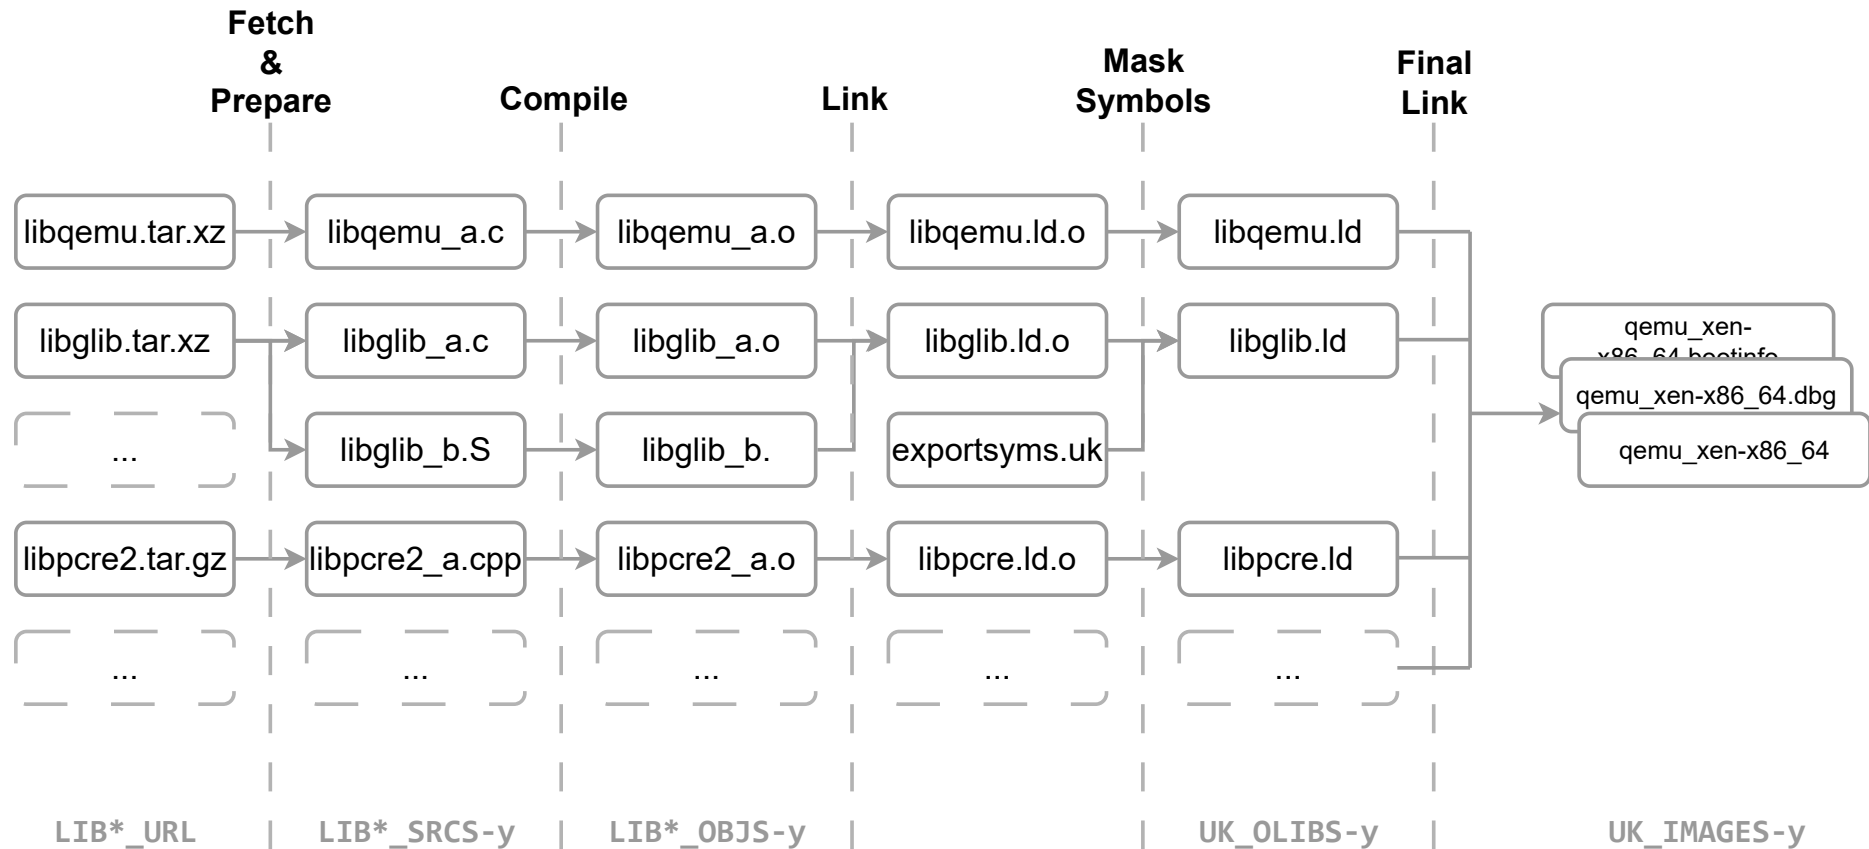 Fetch
&
Prepare
Compile
Link
Mask
Symbols
Final
Link
libqemu.tar.xz
libqemu_a.c
libqemu_a.o
libqemu.ld.o
libqemu.ld
libglib.tar.xz
libglib_a.c
libglib_a.o
libglib.ld.o
libglib.ld
qemu_xen-
x86_64.bootinfo
qemu_xen-x86_64.dbg
...
libglib_b.S
libglib_b.
exportsyms.uk
qemu_xen-x86_64
libpcre2.tar.gz
libpcre2_a.cpp
libpcre2_a.o
libpcre.ld.o
libpcre.ld
...
...
...
...
...
LIB*_URL
LIB*_SRCS-y
LIB*_OBJS-y
UK_OLIBS-y
UK_IMAGES-y